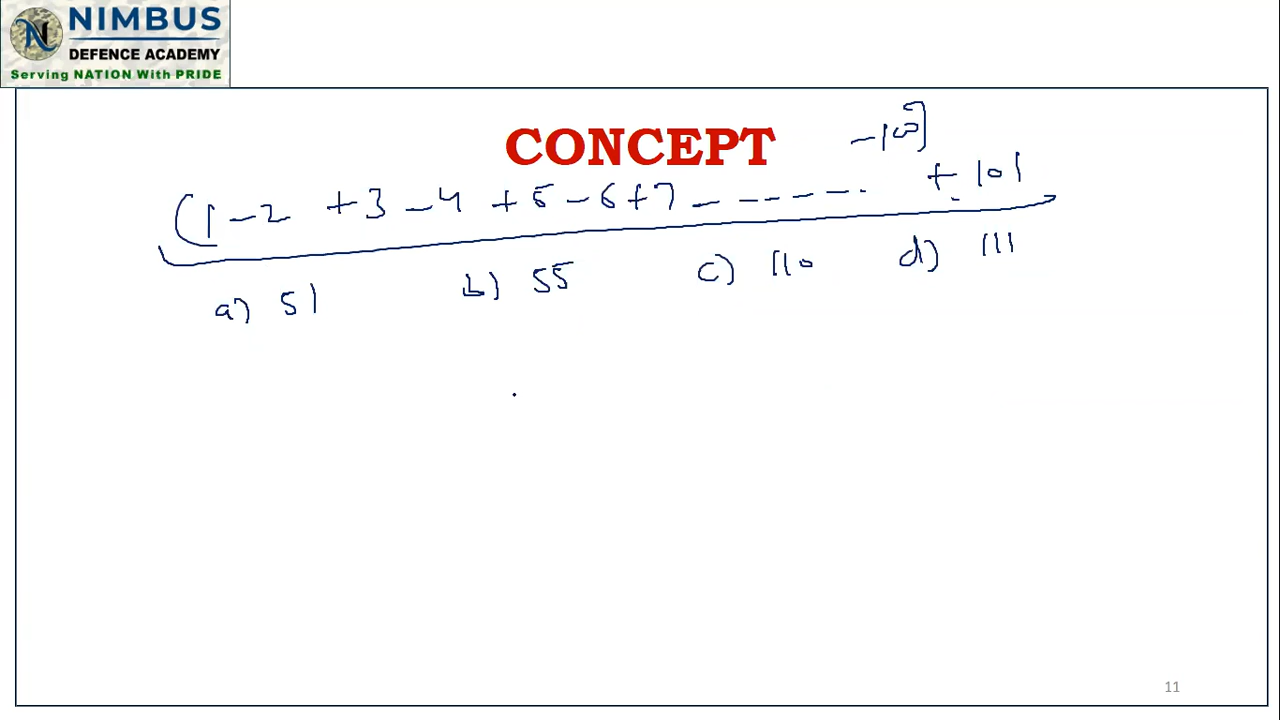 NIMBUS
DEFENCE ACADEMY
Serving NATION With PRIDE
CONCEPT
(1 - 2 + 3 - 4 + 5 - 6 + 7 - - - - - - . - 100] + 101
a) 51 b) 55 c) 110 d) 111
11